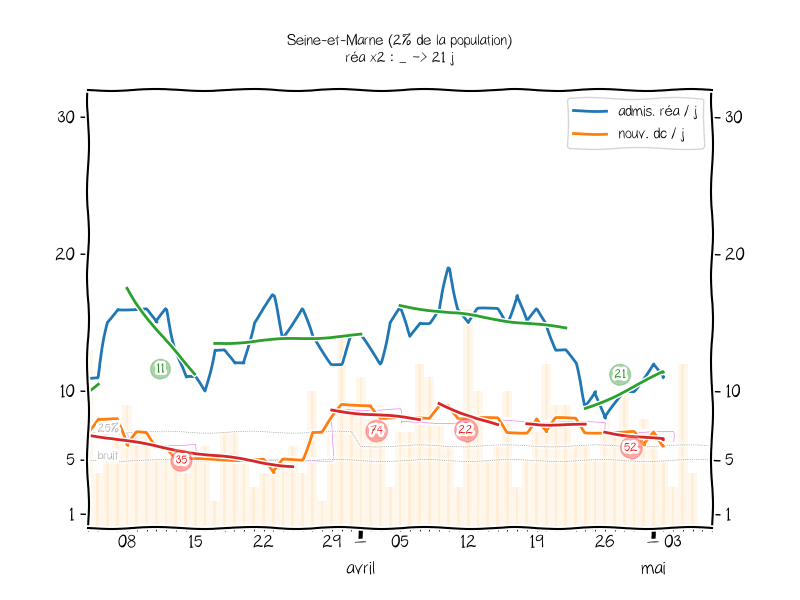 Seine-et-Marne (2% de la population)
réa x2 : _ -> 21 j
admis. réa / j
nouv. dc / j
30
30
20
20
10
10
5
5
1
1
25%
bruit
11
35
74
22
21
52
08 15 22 29 05 12 19 26 03
avril mai